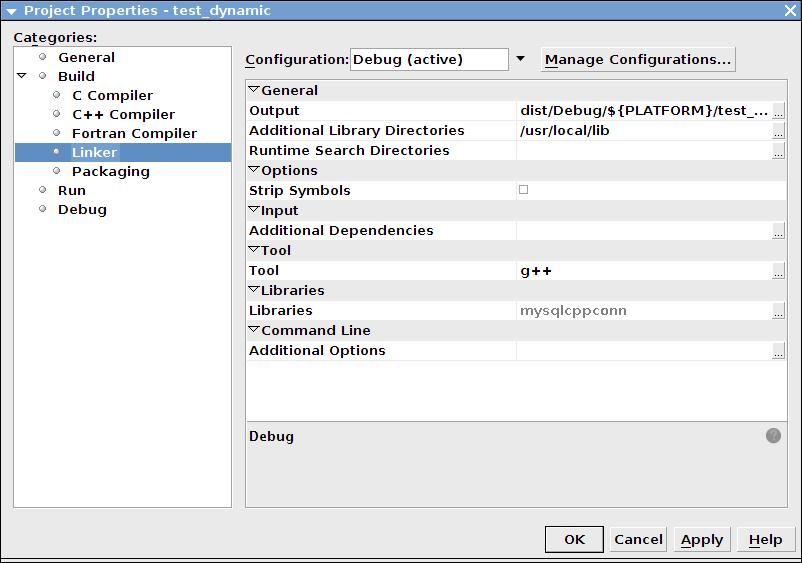 Project Properties - test_dynamic
Categories:
General
Build
C Compiler
C++ Compiler
Fortran Compiler
Linker
Packaging
Run
Debug
Configuration: Debug (active) Manage Configurations...
General
Output dist/Debug/${PLATFORM}/test_... ...
Additional Library Directories /usr/local/lib ...
Runtime Search Directories ...
Options
Strip Symbols
Input
Additional Dependencies ...
Tool
Tool g++ ...
Libraries
Libraries mysqlcppconn ...
Command Line
Additional Options ...
Debug ?
OK Cancel Apply Help